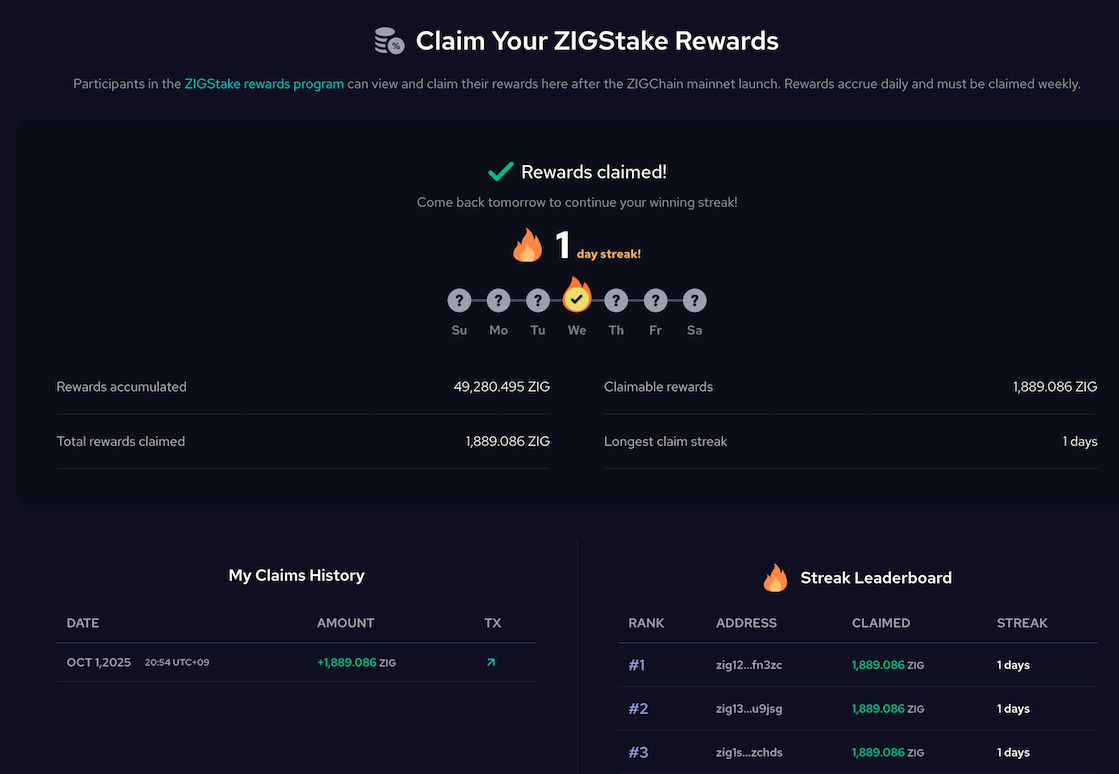 Claim Your ZIGStake Rewards
Participants in the ZIGStake rewards program can view and claim their rewards here after the ZIGChain mainnet launch. Rewards accrue daily and must be claimed weekly.
Rewards claimed!
Come back tomorrow to continue your winning streak!
1 day streak!
? ? ? ? ? ?
Su Mo Tu We Th Fr Sa
Rewards accumulated 49,280.495 ZIG Claimable rewards 1,889.086 ZIG
Total rewards claimed 1,889.086 ZIG Longest claim streak 1 days
My Claims History
DATE AMOUNT TX
OCT 1,2025 20:54 UTC+09 +1,889.086 ZIG
Streak Leaderboard
RANK ADDRESS CLAIMED STREAK
#1 zig12...fn3zc 1,889.086 ZIG 1 days
#2 zig13...u9jsg 1,889.086 ZIG 1 days
#3 zig1s...zchds 1,889.086 ZIG 1 days